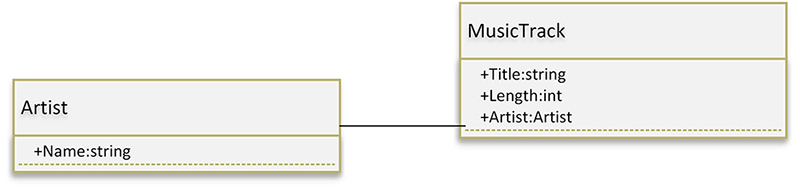 Artist
+Name:string
MusicTrack
+Title:string
+Length:int
+Artist:Artist